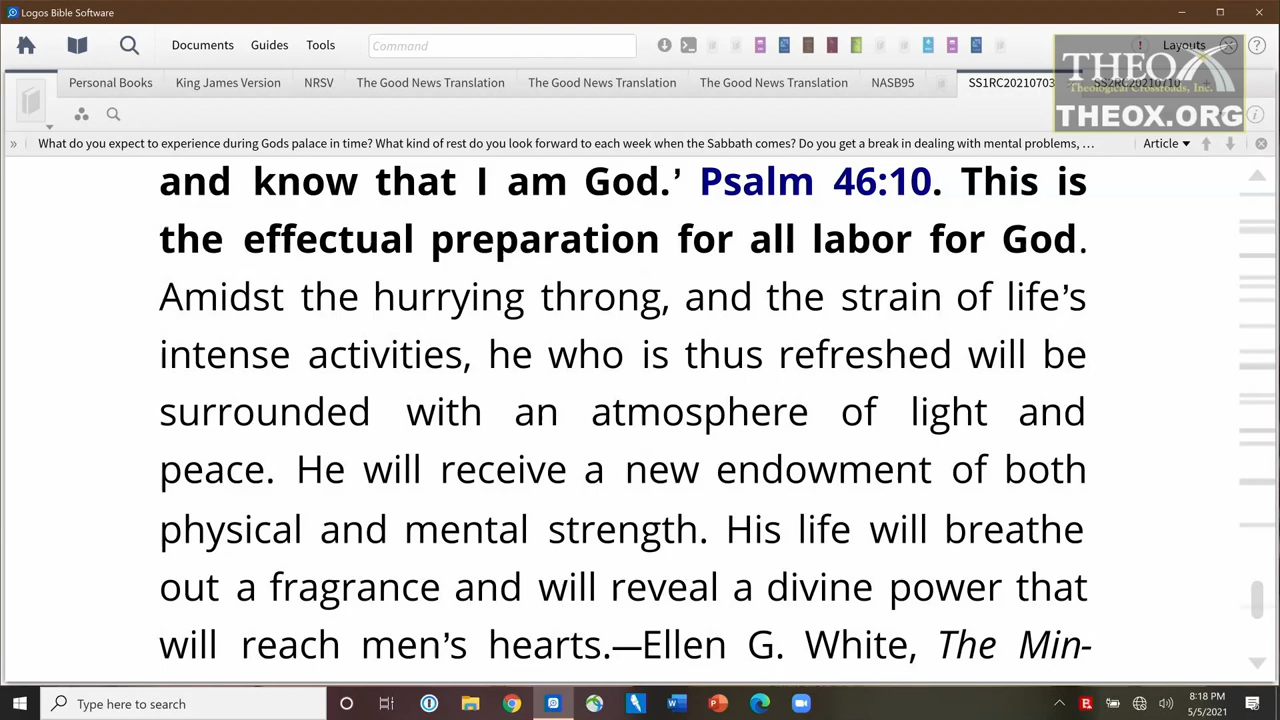 Logos Bible Software
Documents Guides Tools Command Layouts
THEOX
Theological Crossroads, Inc.
THEOX.ORG
Personal Books King James Version NRSV The Good News Translation The Good News Translation The Good News Translation NASB95 SS1RC20210703 SS2RC20210710
» What do you expect to experience during Gods palace in time? What kind of rest do you look forward to each week when the Sabbath comes? Do you get a break in dealing with mental problems, ... Article
and know that I am God.’ Psalm 46:10. This is
the effectual preparation for all labor for God.
Amidst the hurrying throng, and the strain of life’s
intense activities, he who is thus refreshed will be
surrounded with an atmosphere of light and
peace. He will receive a new endowment of both
physical and mental strength. His life will breathe
out a fragrance and will reveal a divine power that
will reach men’s hearts.—Ellen G. White, The Min-
Type here to search
8:18 PM
5/5/2021